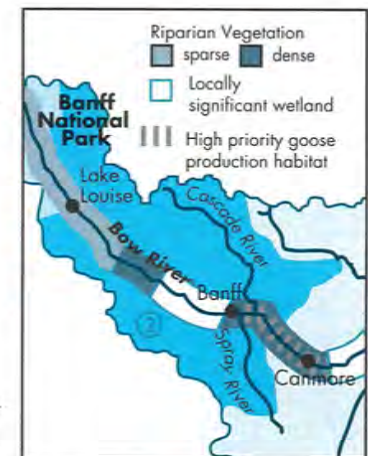 Riparian Vegetation
sparse dense
Locally
significant wetland
High priority goose
production habitat
Banff
National
Park
Lake
Louise
Bow River
Cascade River
Banff
Spray River
Canmore
2